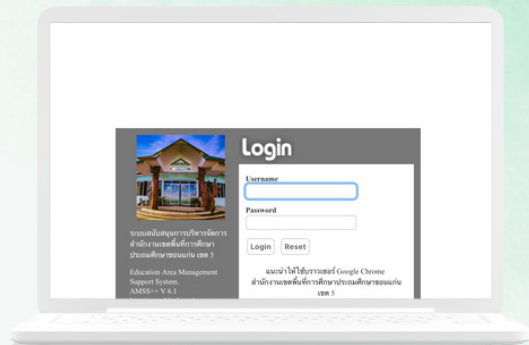 Login
Username
Password
Login Reset
แนะนำให้ใช้บราวเซอร์ Google Chrome
สำนักงานเขตพื้นที่การศึกษาประถมศึกษาขอนแก่น
เขต 5
ระบบสนับสนุนการบริหารจัดการ
สำนักงานเขตพื้นที่การศึกษา
ประถมศึกษาขอนแก่น เขต 5
Education Area Management
Support System.
AMSS++ V 6.1